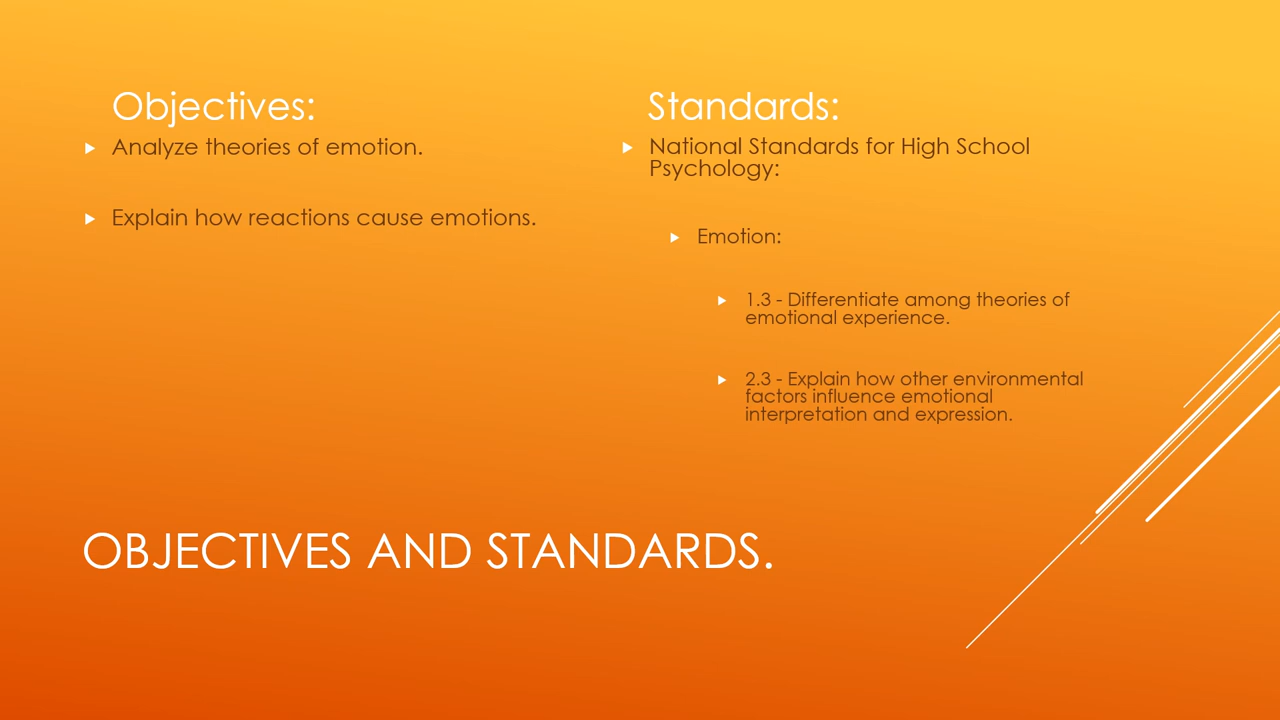 Objectives:
Analyze theories of emotion.
Explain how reactions cause emotions.
Standards:
National Standards for High School
Psychology:
Emotion:
1.3 - Differentiate among theories of
emotional experience.
2.3 - Explain how other environmental
factors influence emotional
interpretation and expression.
OBJECTIVES AND STANDARDS.